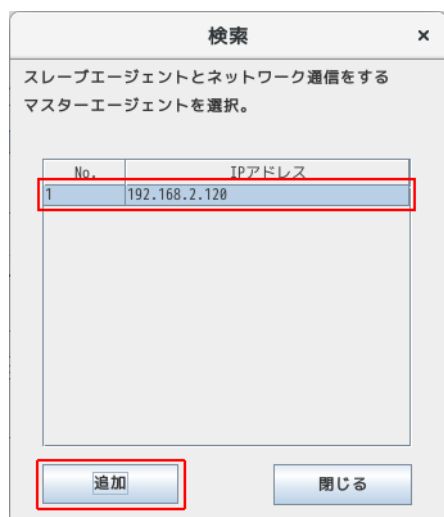 検索 ×
スレーブエージェントとネットワーク通信をする
マスターエージェントを選択。
No. IPアドレス
1 192.168.2.120
追加 閉じる